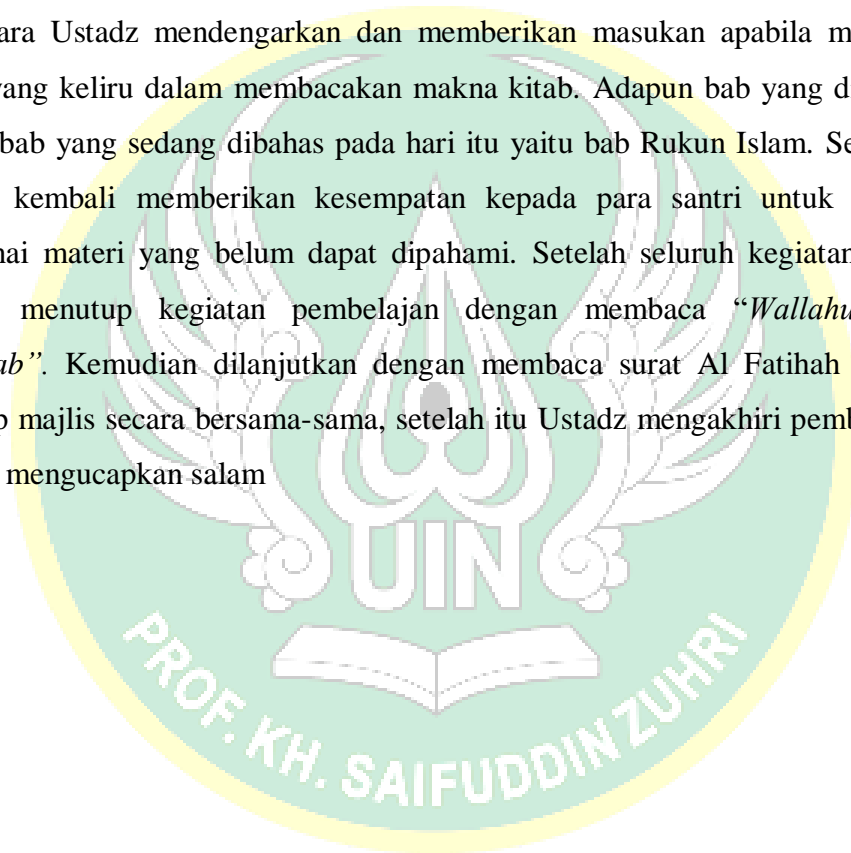 ara Ustadz mendengarkan dan memberikan masukan apabila m
yang keliru dalam membacakan makna kitab. Adapun bab yang d
bab yang sedang dibahas pada hari itu yaitu bab Rukun Islam. Se
kembali memberikan kesempatan kepada para santri untuk
nai materi yang belum dapat dipahami. Setelah seluruh kegiatan
menutup kegiatan pembelajan dengan membaca “Wallahu
ab”. Kemudian dilanjutkan dengan membaca surat Al Fatihah
p majlis secara bersama-sama, setelah itu Ustadz mengakhiri pemb
mengucapkan salam
UIN
PROF. KH. SAIFUDDIN ZUHRI